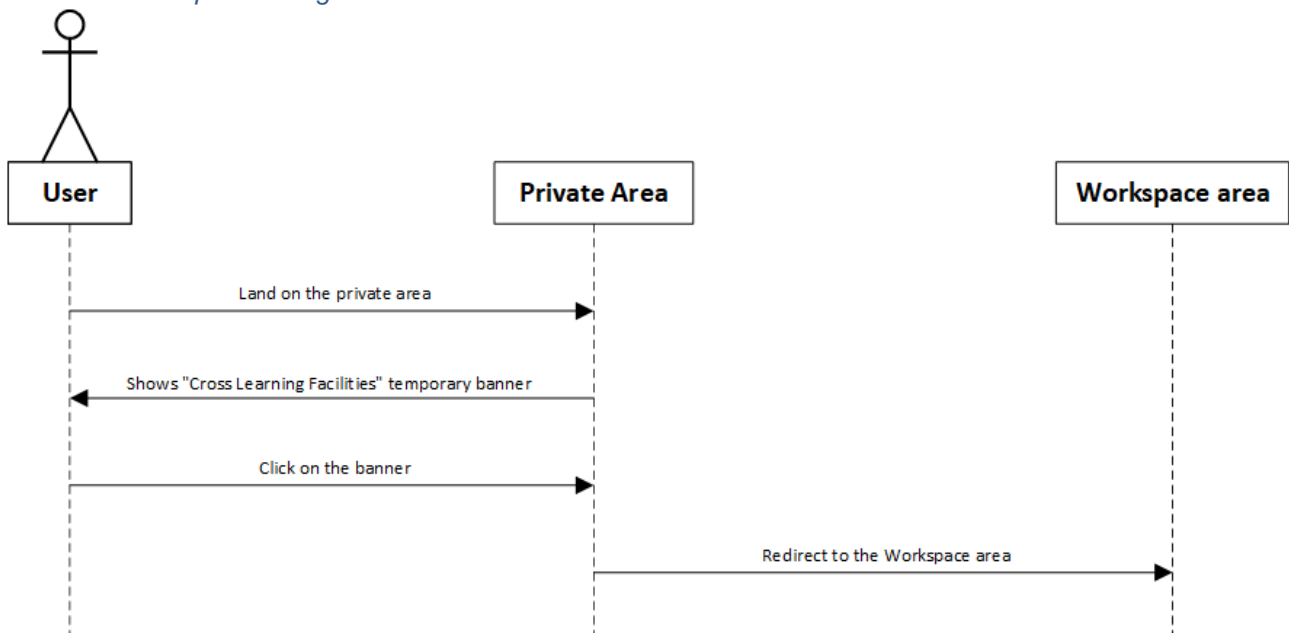 User
Private Area
Workspace area
Land on the private area
Shows "Cross Learning Facilities" temporary banner
Click on the banner
Redirect to the Workspace area